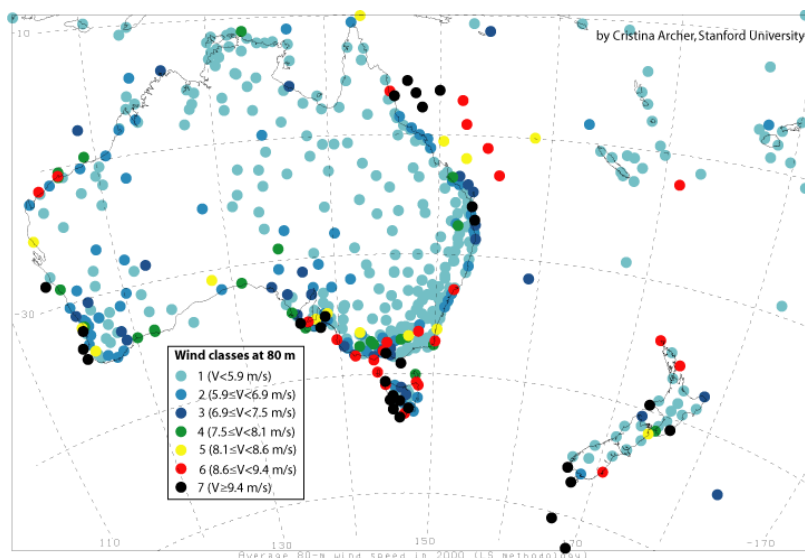 -10
by Cristina Archer, Stanford University
-30
Wind classes at 80 m
1 (V<5.9 m/s)
2 (5.9≤V<6.9 m/s)
3 (6.9≤V<7.5 m/s)
4 (7.5≤V<8.1 m/s)
5 (8.1≤V<8.6 m/s)
6 (8.6≤V<9.4 m/s)
7 (V≥9.4 m/s)
110 130 150 170 -170
Average 80-m wind speed in 2000 (LS methodology)